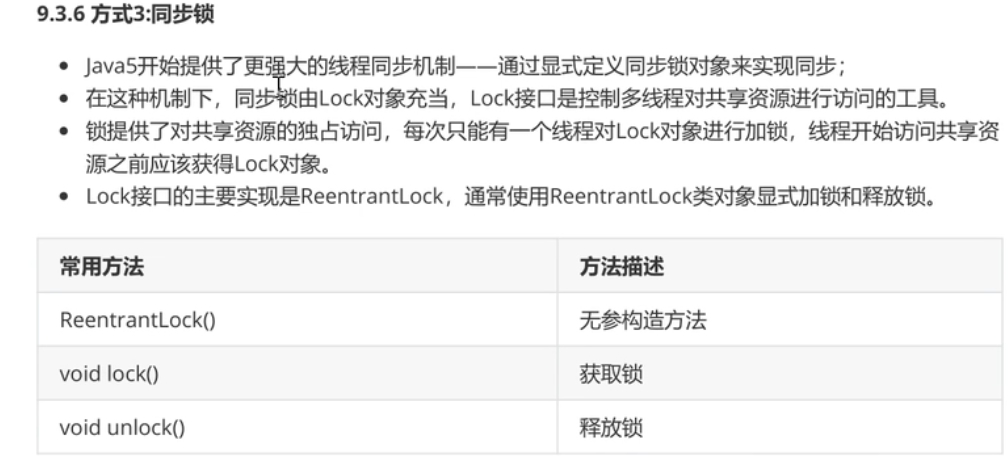 9.3.6 方式3:同步锁
Java5开始提供了更强大的线程同步机制——通过显式定义同步锁对象来实现同步；
在这种机制下，同步锁由Lock对象充当，Lock接口是控制多线程对共享资源进行访问的工具。
锁提供了对共享资源的独占访问，每次只能有一个线程对Lock对象进行加锁，线程开始访问共享资
源之前应该获得Lock对象。
Lock接口的主要实现是ReentrantLock，通常使用ReentrantLock类对象显式加锁和释放锁。
常用方法 方法描述
ReentrantLock() 无参构造方法
void lock() 获取锁
void unlock() 释放锁